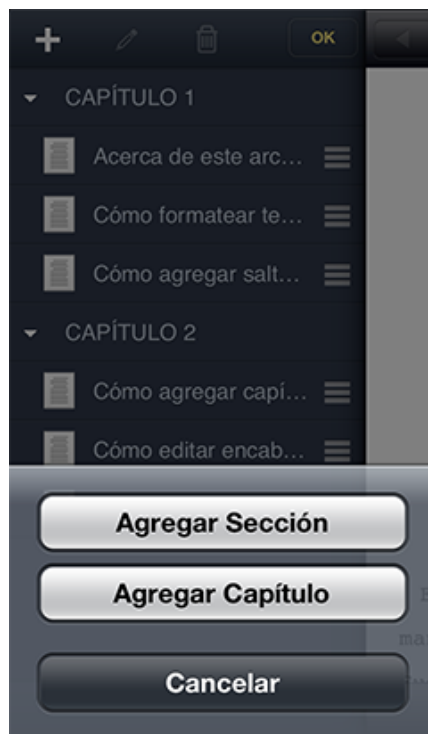 OK
CAPÍTULO 1
Acerca de este arc...
Cómo formatear te...
Cómo agregar salt...
CAPÍTULO 2
Cómo agregar capí...
Cómo editar encab...
Agregar Sección
Agregar Capítulo
Cancelar